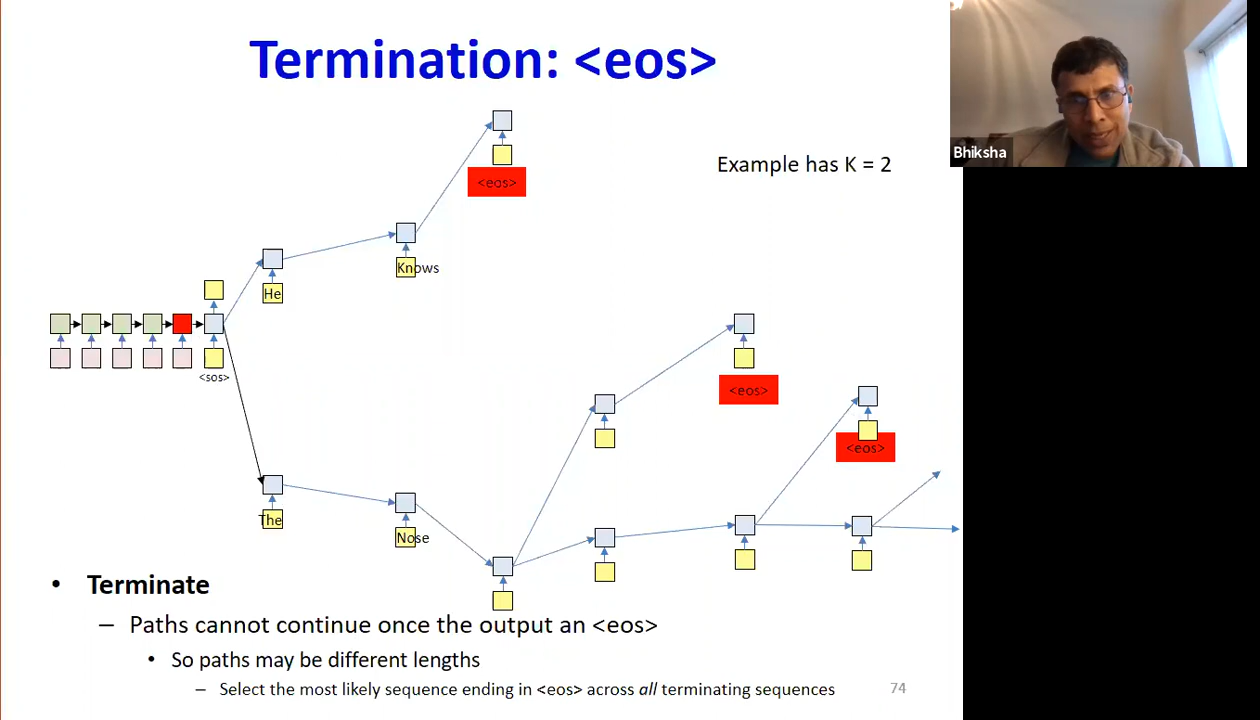 Termination: <eos>
Bhiksha
Example has K = 2
<eos>
Knows
He
<sos>
<eos>
<eos>
The
Nose
• Terminate
– Paths cannot continue once the output an <eos>
• So paths may be different lengths
– Select the most likely sequence ending in <eos> across all terminating sequences
74